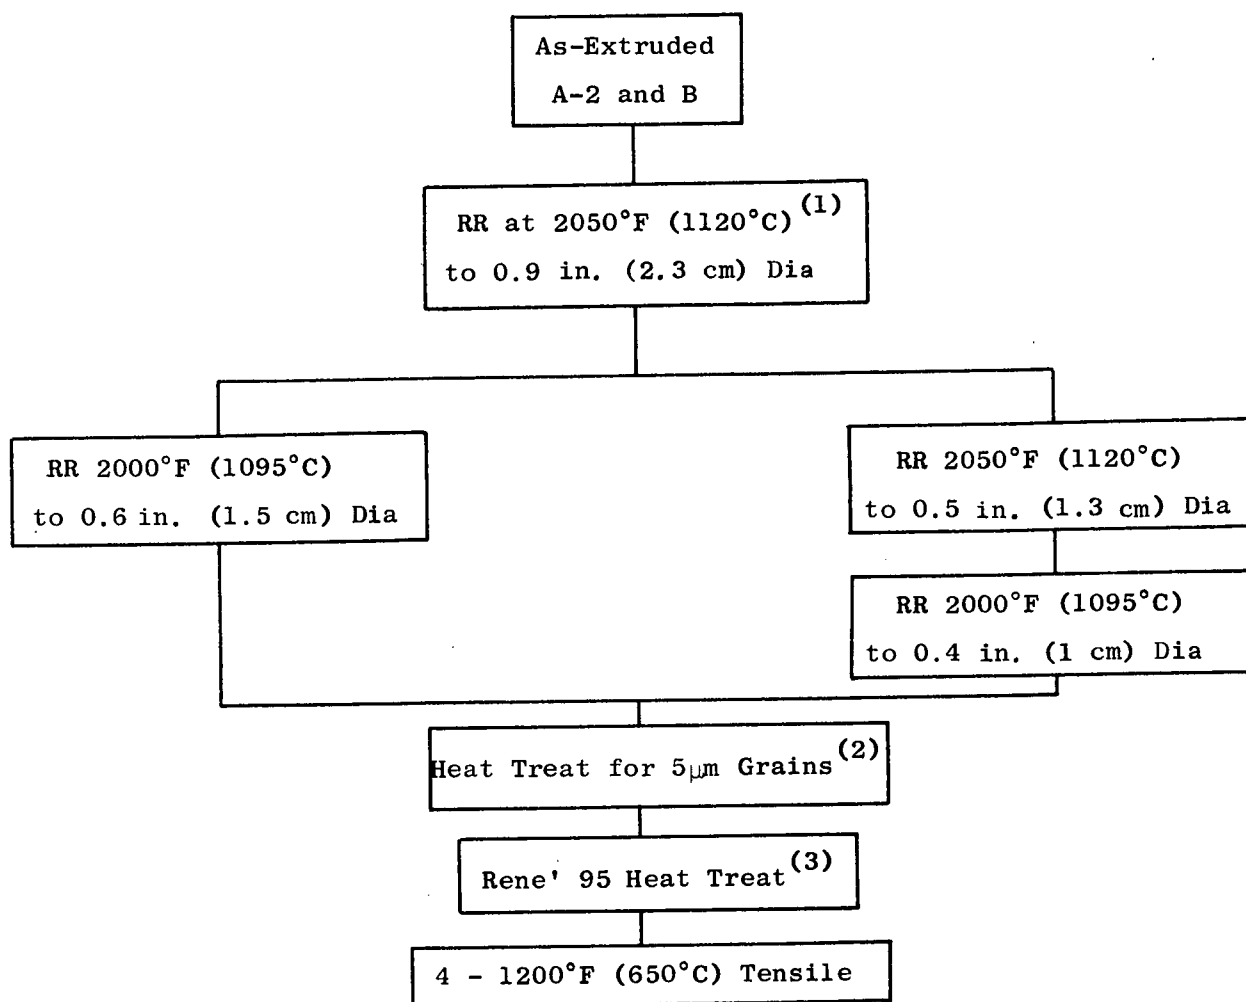 As-Extruded
A-2 and B
RR at 2050°F (1120°C)(1)
to 0.9 in. (2.3 cm) Dia
RR 2000°F (1095°C)
to 0.6 in. (1.5 cm) Dia
RR 2050°F (1120°C)
to 0.5 in. (1.3 cm) Dia
RR 2000°F (1095°C)
to 0.4 in. (1 cm) Dia
Heat Treat for 5μm Grains(2)
Rene' 95 Heat Treat(3)
4 - 1200°F (650°C) Tensile